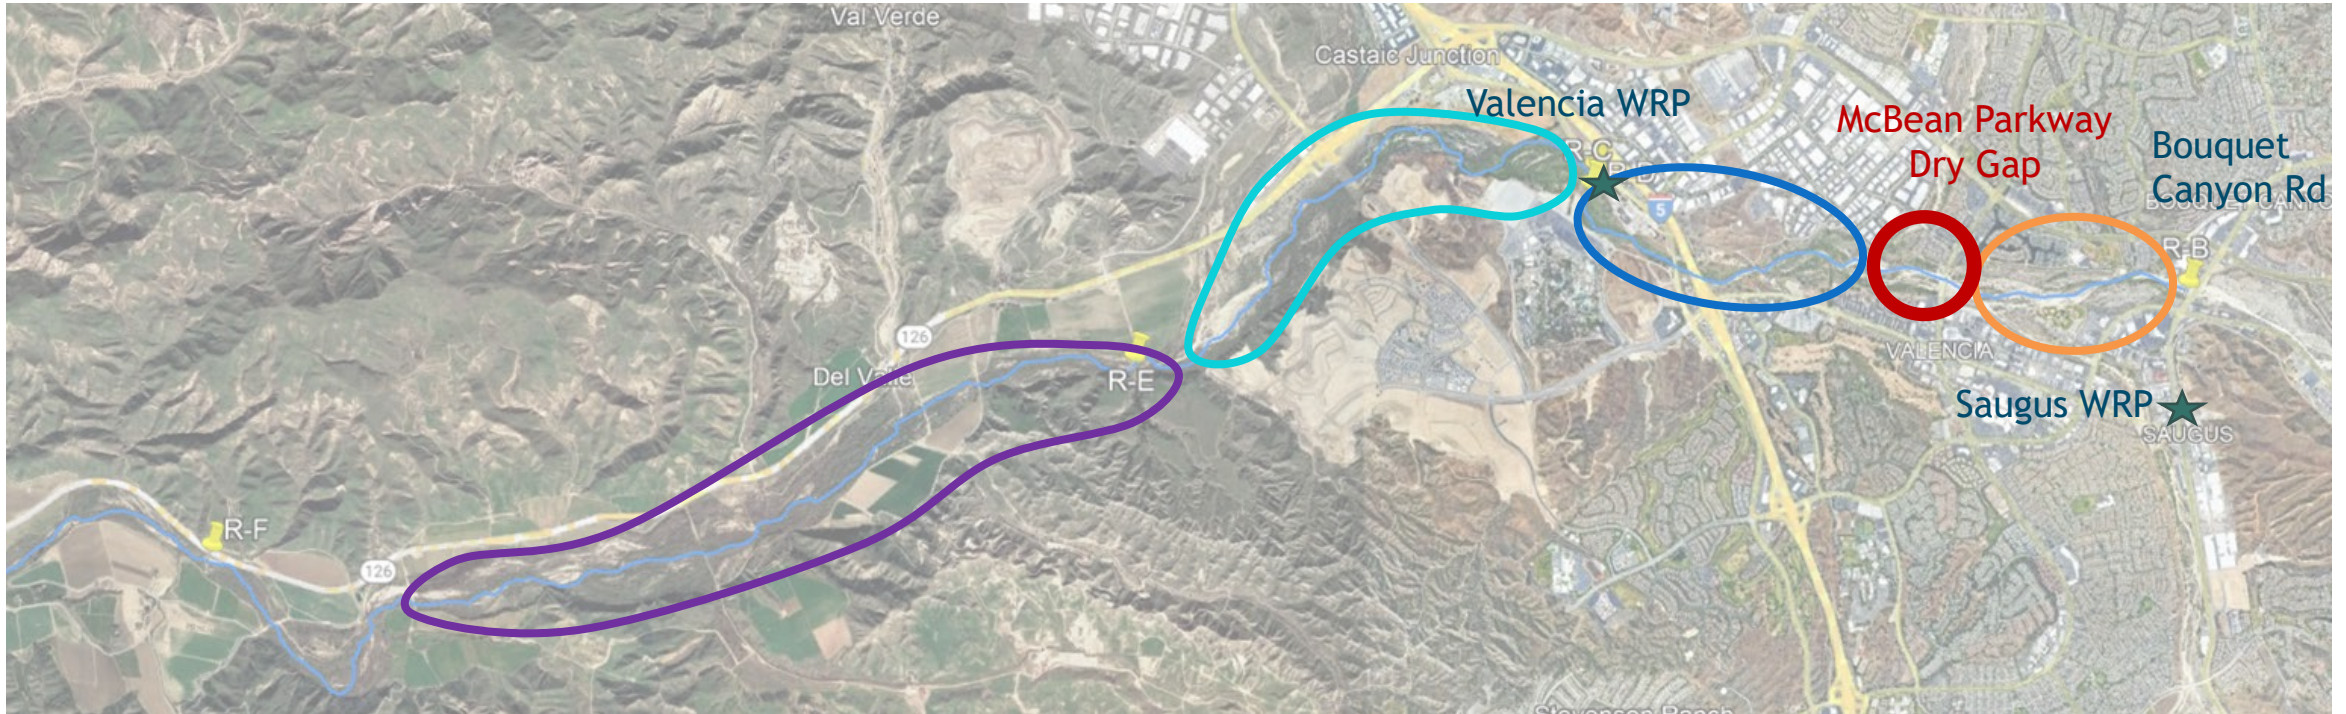 Val Verde
Castaic Junction
Valencia WRP
McBean Parkway
Dry Gap
Bouquet
Canyon Rd
R-C
5
R-B
126
VALENCIA
Del Valle
R-E
Saugus WRP
SAUGUS
R-F
126